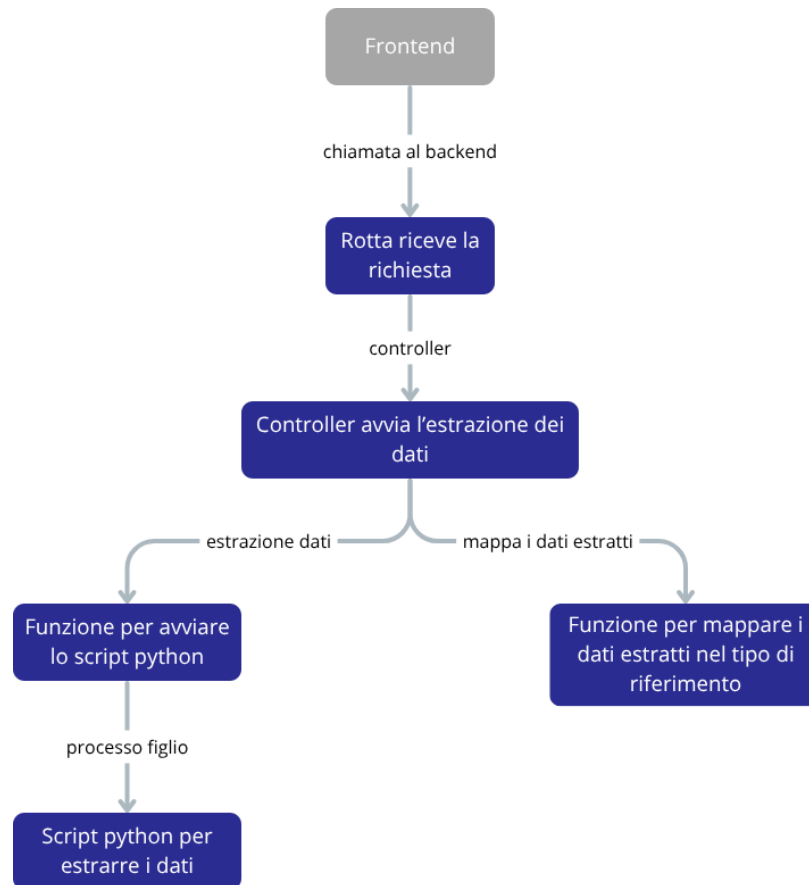 Frontend
chiamata al backend
Rotta riceve la
richiesta
controller
Controller avvia l’estrazione dei
dati
estrazione dati
mappa i dati estratti
Funzione per avviare
lo script python
Funzione per mappare i
dati estratti nel tipo di
riferimento
processo figlio
Script python per
estrarre i dati